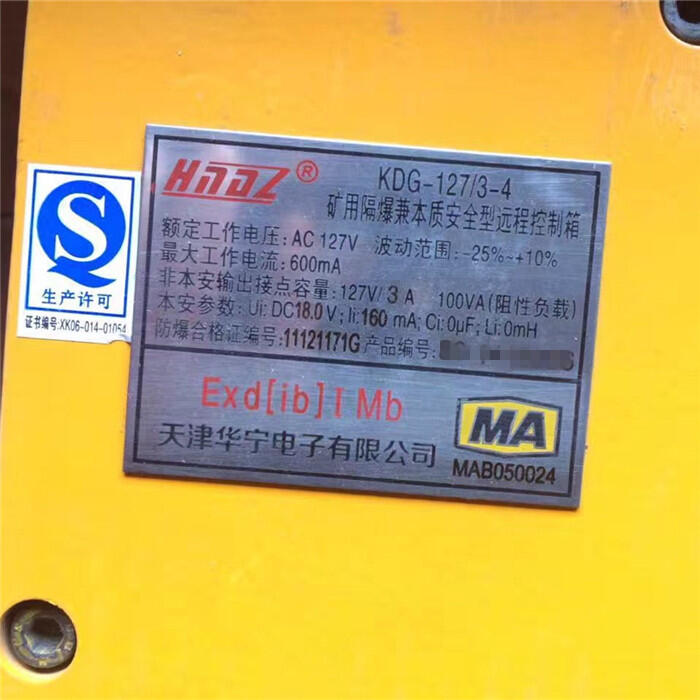 HNDZ®
KDG-127/3-4
矿用隔爆兼本质安全型远程控制箱
额定工作电压:AC 127V 波动范围:-25%~+10%
最大工作电流:600mA
非本安输出接点容量:127V/3A 100VA(阻性负载)
本安参数:Ui:DC18.0V;Ii:160mA;Ci:0μF;Li:0mH
防爆合格证编号:11121171G 产品编号:
Exd[ib]I Mb
MA
天津华宁电子有限公司
MAB050024
生产许可
证书编号:XK06-014-01054